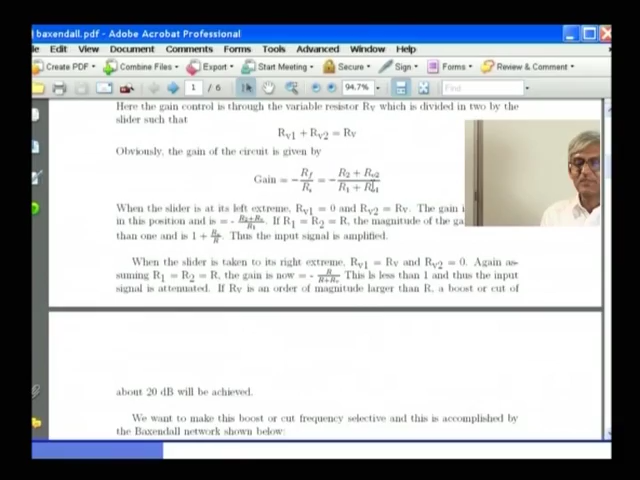 baxendall.pdf - Adobe Acrobat Professional
le Edit View Document Comments Forms Tools Advanced Window Help
Create PDF Combine Files Export Start Meeting Secure Sign Forms Review & Comment
1 / 6 94.7% Find
Here the gain control is through the variable resistor RV which is divided in two by the
slider such that
Rv1 + Rv2 = RV
Obviously, the gain of the circuit is given by
Gain = − Rf/Rs = − (R2 + Rv2)/(R1 + Rv1)
When the slider is at its left extreme, Rv1 = 0 and Rv2 = RV. The gain i
in this position and is = - (R2+Rv)/R1 If R1 = R2 = R, the magnitude of the ga
than one and is 1 + Rv/R Thus the input signal is amplified.
When the slider is taken to its right extreme, Rv1 = RV and Rv2 = 0. Again as-
suming R1 = R2 = R, the gain is now = - R/(R+Rv) This is less than 1 and thus the input
signal is attenuated. If RV is an order of magnitude larger than R, a boost or cut of
about 20 dB will be achieved.
We want to make this boost or cut frequency selective and this is accomplished by
the Baxendall network shown below: